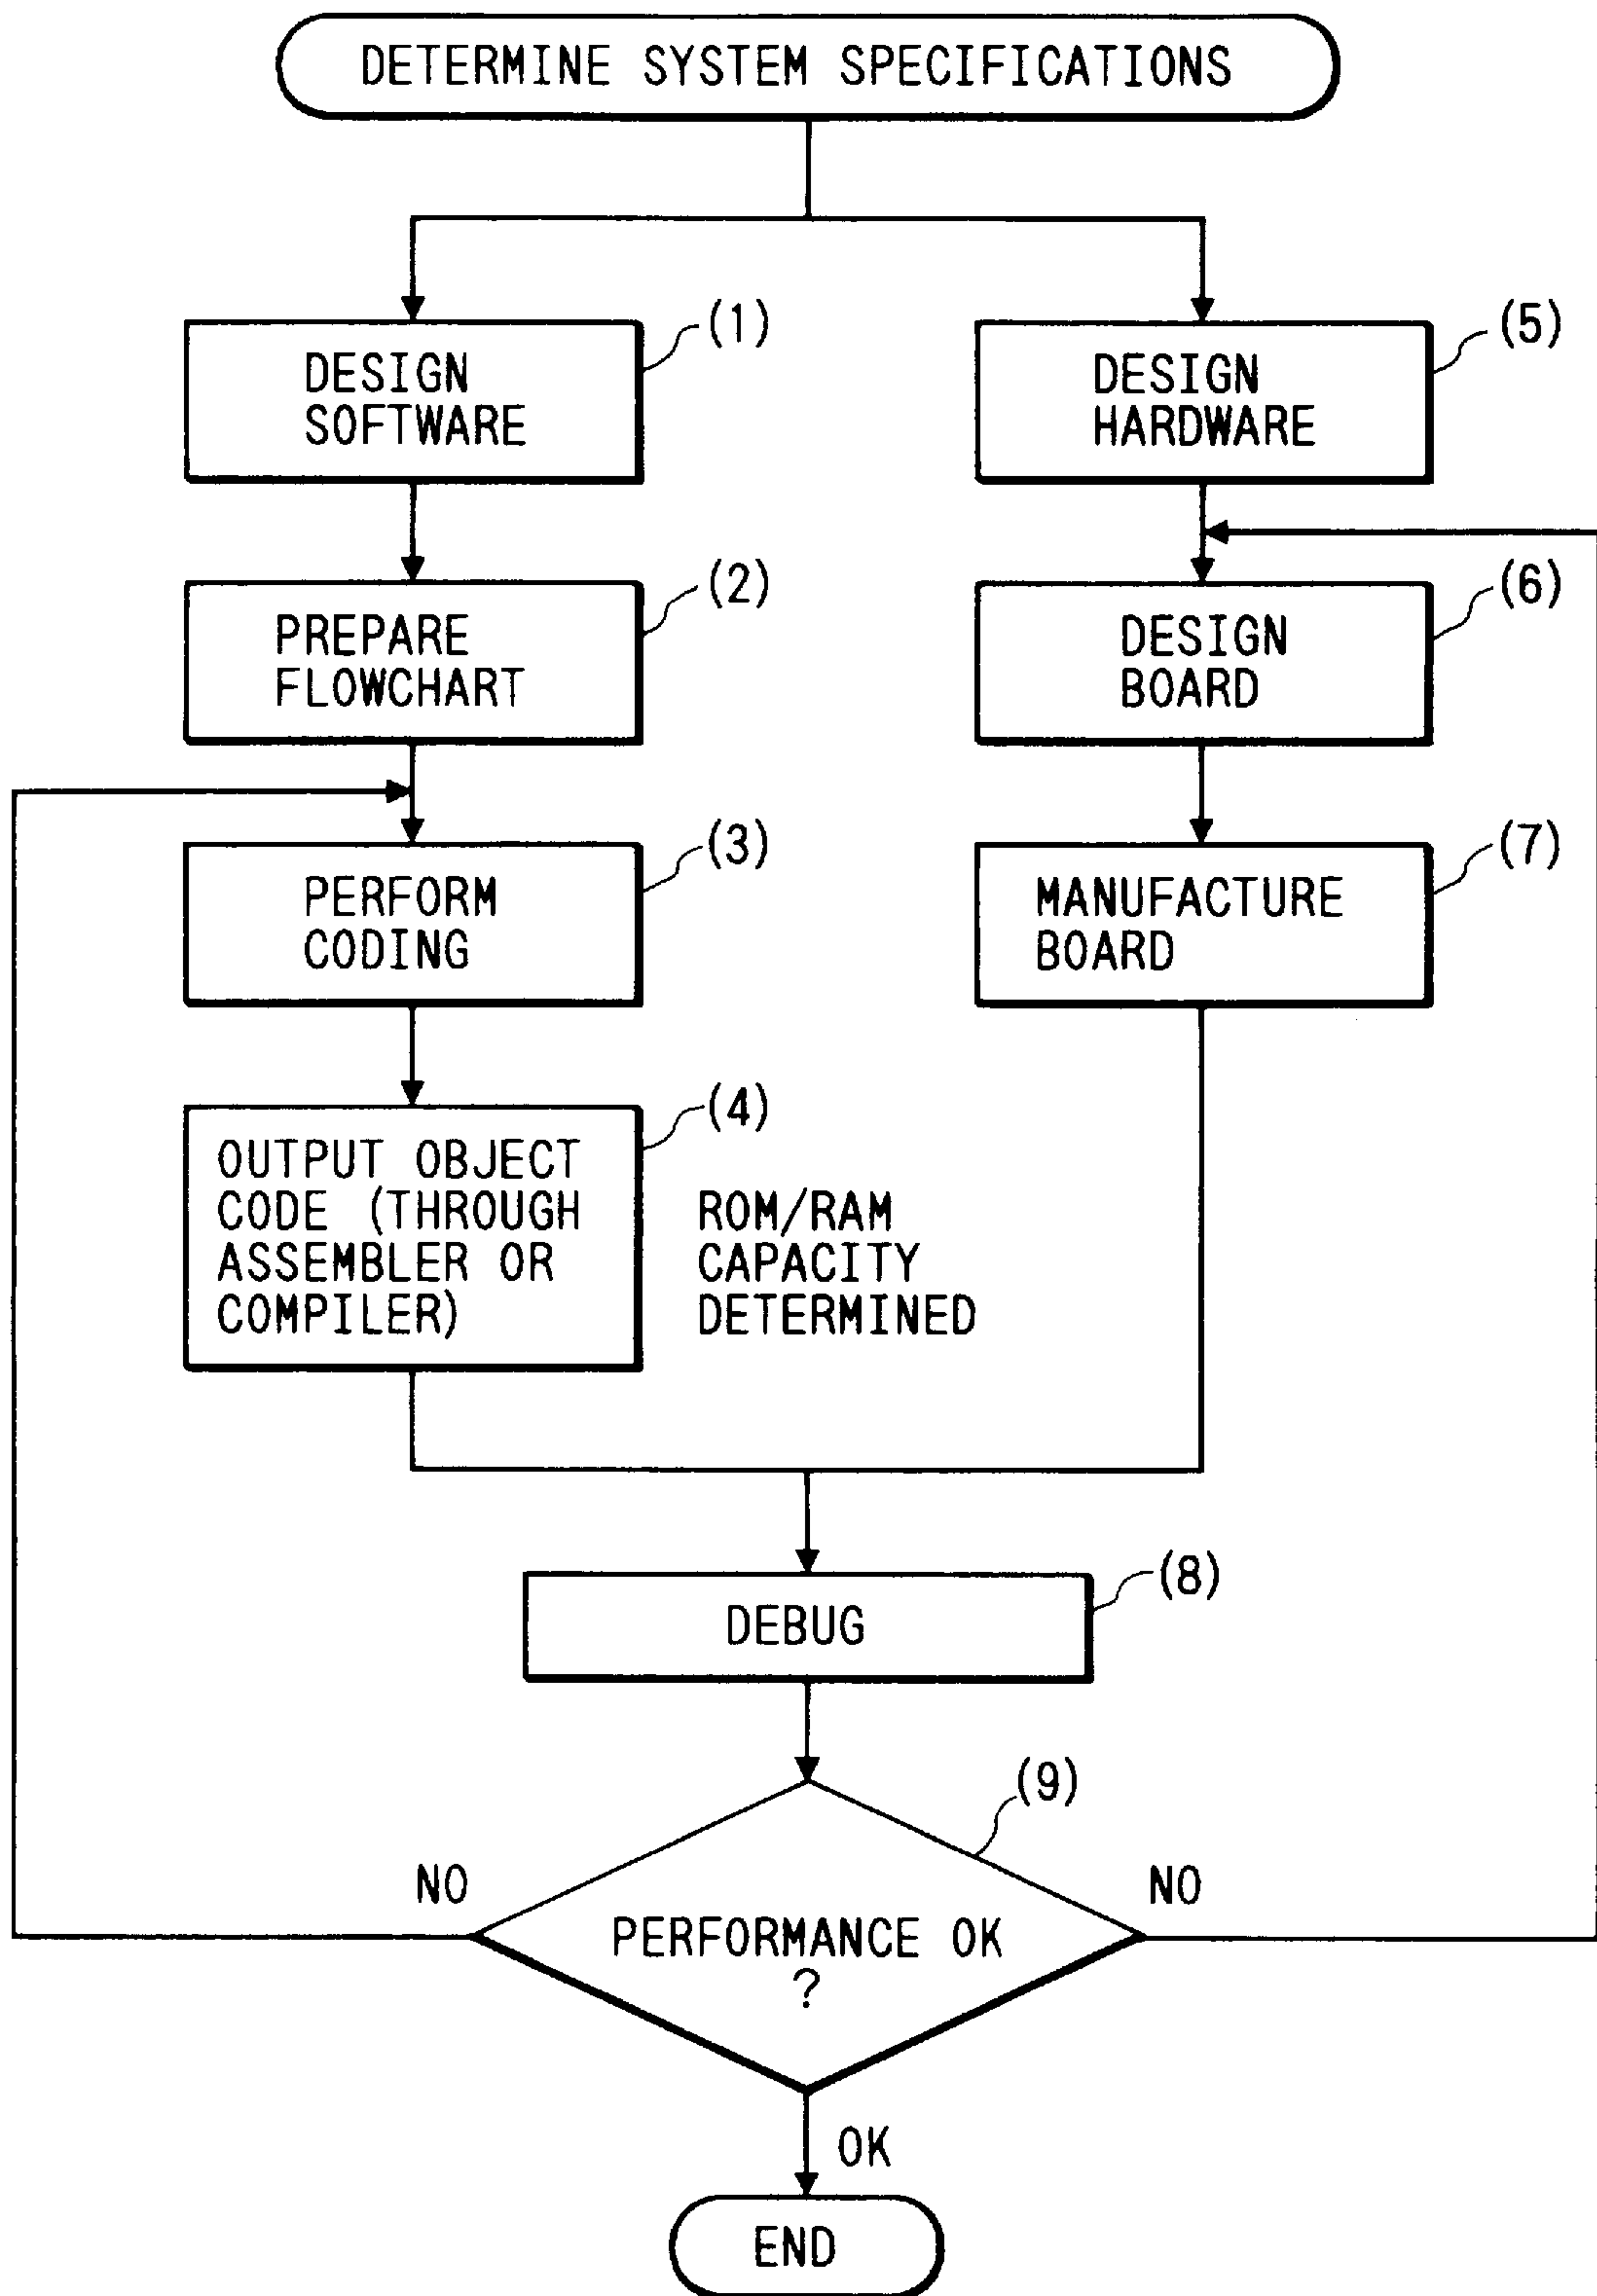 DETERMINE SYSTEM SPECIFICATIONS
(1)
DESIGN
SOFTWARE
(5)
DESIGN
HARDWARE
(2)
PREPARE
FLOWCHART
(6)
DESIGN
BOARD
(3)
PERFORM
CODING
(7)
MANUFACTURE
BOARD
(4)
OUTPUT OBJECT
CODE (THROUGH
ASSEMBLER OR
COMPILER)
ROM/RAM
CAPACITY
DETERMINED
(8)
DEBUG
(9)
NO
NO
PERFORMANCE OK
?
OK
END